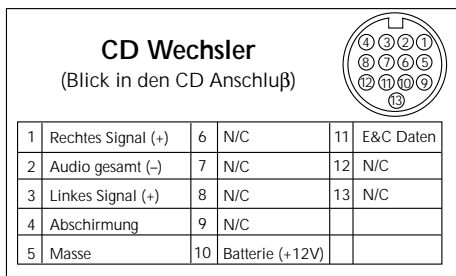 CD Wechsler
(Blick in den CD Anschluβ)
4 3 2 1
8 7 6 5
12 11 10 9
13
1 Rechtes Signal (+) 6 N/C 11 E&C Daten
2 Audio gesamt (–) 7 N/C 12 N/C
3 Linkes Signal (+) 8 N/C 13 N/C
4 Abschirmung 9 N/C
5 Masse 10 Batterie (+12V)